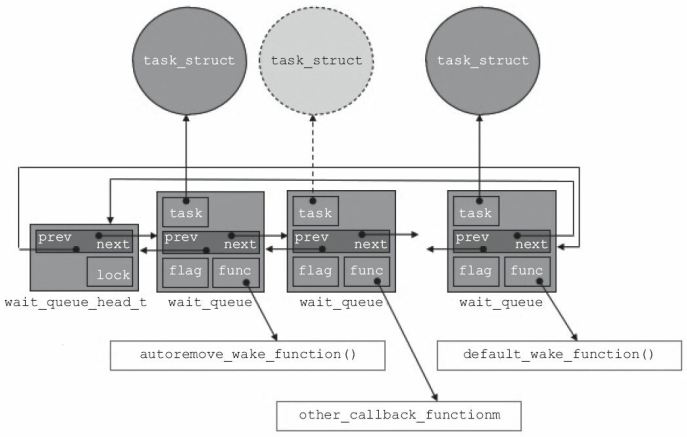 task_struct
task_struct
task_struct
task
task
task
prev
next
prev
next
prev
next
prev
next
lock
flag
func
flag
func
flag
func
wait_queue_head_t
wait_queue
wait_queue
wait_queue
autoremove_wake_function()
default_wake_function()
other_callback_functionm